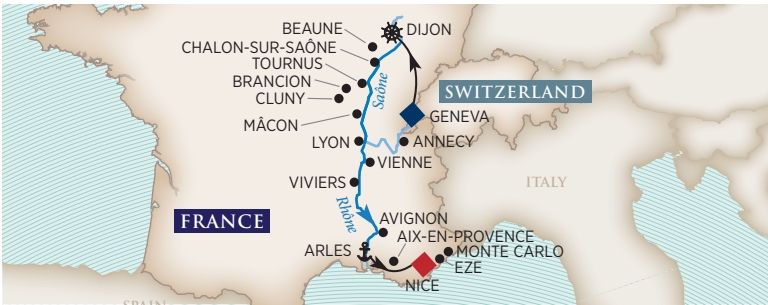 BEAUNE
DIJON
CHALON-SUR-SAÔNE
TOURNUS
BRANCION
CLUNY
Saône
SWITZERLAND
MÂCON
GENEVA
LYON
ANNECY
VIENNE
VIVIERS
ITALY
Rhône
FRANCE
AVIGNON
AIX-EN-PROVENCE
ARLES
MONTE CARLO
EZE
NICE
SPAIN